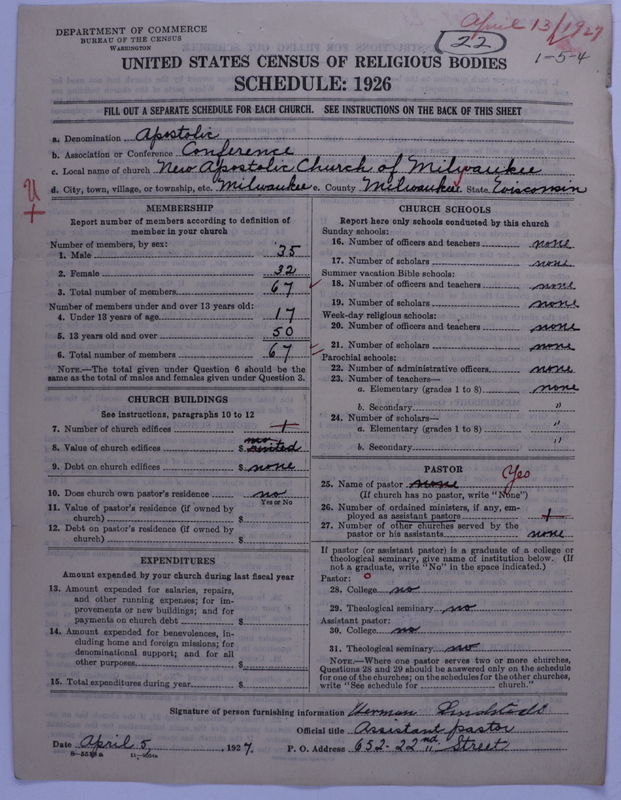 DEPARTMENT OF COMMERCE
BUREAU OF THE CENSUS
WASHINGTON
April 13/1927
22
1-5-4
UNITED STATES CENSUS OF RELIGIOUS BODIES
SCHEDULE: 1926
FILL OUT A SEPARATE SCHEDULE FOR EACH CHURCH. SEE INSTRUCTIONS ON THE BACK OF THIS SHEET
a. Denomination Apostolic
b. Association or Conference Conference
c. Local name of church New Apostolic Church of Milwaukee
d. City, town, village, or township, etc. Milwaukee e. County Milwaukee State Wisconsin
MEMBERSHIP
Report number of members according to definition of
member in your church
Number of members, by sex:
1. Male 35
2. Female 32
3. Total number of members 67
Number of members under and over 13 years old:
4. Under 13 years of age 17
5. 13 years old and over 50
6. Total number of members 67
NOTE.—The total given under Question 6 should be the
same as the total of males and females given under Question 3.
CHURCH BUILDINGS
See instructions, paragraphs 10 to 12
7. Number of church edifices 1
8. Value of church edifices $ rented
9. Debt on church edifices $ none
10. Does church own pastor's residence no
Yes or No
11. Value of pastor's residence (if owned by
church) $
12. Debt on pastor's residence (if owned by
church) $
EXPENDITURES
Amount expended by your church during last fiscal year
13. Amount expended for salaries, repairs,
and other running expenses; for im-
provements or new buildings; and for
payments on church debt $
14. Amount expended for benevolences, in-
cluding home and foreign missions; for
denominational support; and for all
other purposes $
15. Total expenditures during year $
CHURCH SCHOOLS
Report here only schools conducted by this church
Sunday schools:
16. Number of officers and teachers none
17. Number of scholars none
Summer vacation Bible schools:
18. Number of officers and teachers none
19. Number of scholars none
Week-day religious schools:
20. Number of officers and teachers none
21. Number of scholars none
Parochial schools:
22. Number of administrative officers none
23. Number of teachers—
a. Elementary (grades 1 to 8) none
b. Secondary "
24. Number of scholars—
a. Elementary (grades 1 to 8) "
b. Secondary "
PASTOR
25. Name of pastor none Yes
(If church has no pastor, write "None")
26. Number of ordained ministers, if any, em-
ployed as assistant pastors 1
27. Number of other churches served by the
pastor or his assistants none
If pastor (or assistant pastor) is a graduate of a college or
theological seminary, give name of institution below. (If
not a graduate, write "No" in the space indicated.)
Pastor:
28. College no
29. Theological seminary no
Assistant pastor:
30. College no
31. Theological seminary no
NOTE.—Where one pastor serves two or more churches,
Questions 28 and 29 should be answered only on the schedule
for one of the churches; on the schedules for the other churches,
write "See schedule for church."
Signature of person furnishing information Herman
Official title Assistant pastor
Date April 5, 1927. P. O. Address 652-22nd Street